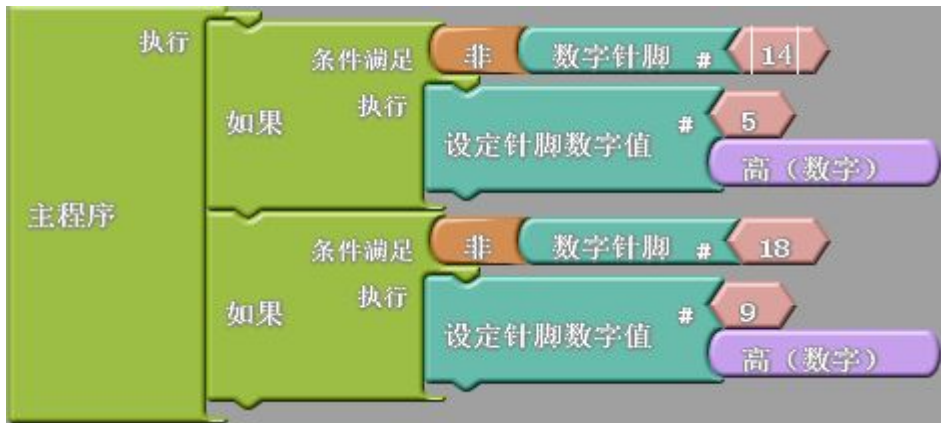 主程序
执行
如果
条件满足 非 数字针脚 # 14
执行
设定针脚数字值 # 5
高（数字）
如果
条件满足 非 数字针脚 # 18
执行
设定针脚数字值 # 9
高（数字）